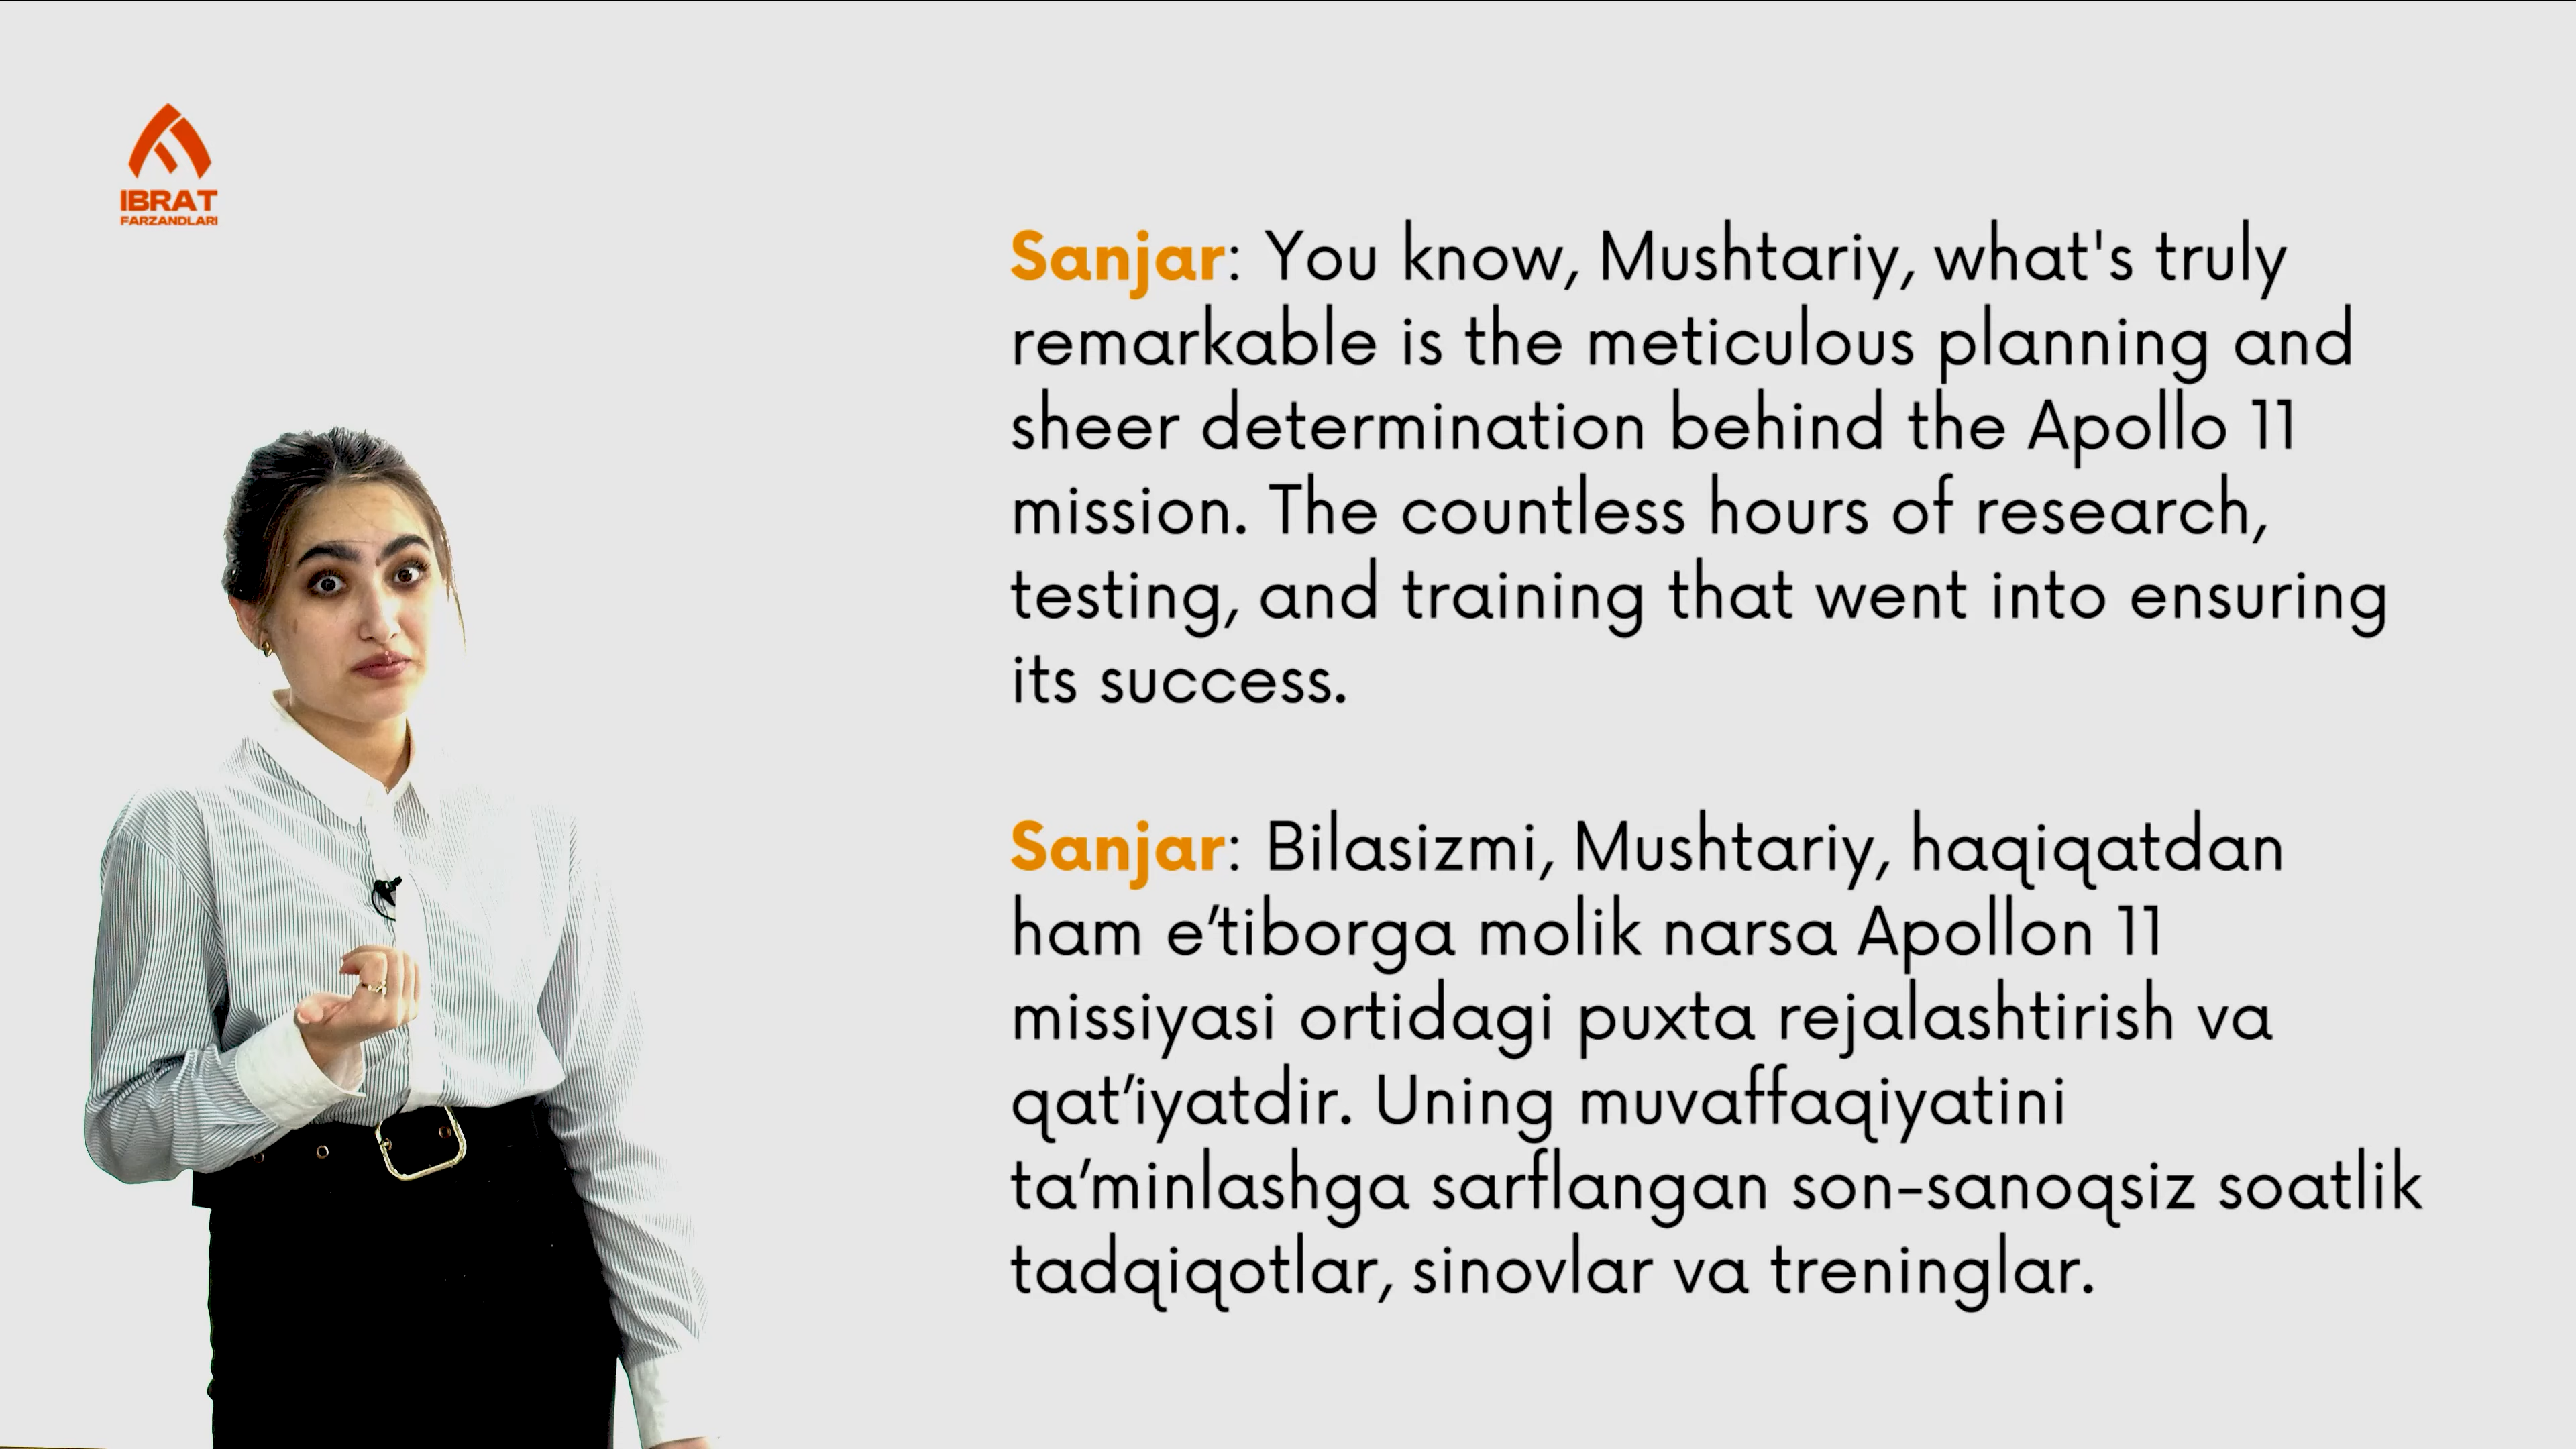 IBRAT
FARZANDLARI
Sanjar: You know, Mushtariy, what's truly
remarkable is the meticulous planning and
sheer determination behind the Apollo 11
mission. The countless hours of research,
testing, and training that went into ensuring
its success.
Sanjar: Bilasizmi, Mushtariy, haqiqatdan
ham e’tiborga molik narsa Apollon 11
missiyasi ortidagi puxta rejalashtirish va
qat’iyatdir. Uning muvaffaqiyatini
ta’minlashga sarflangan son-sanoqsiz soatlik
tadqiqotlar, sinovlar va treninglar.